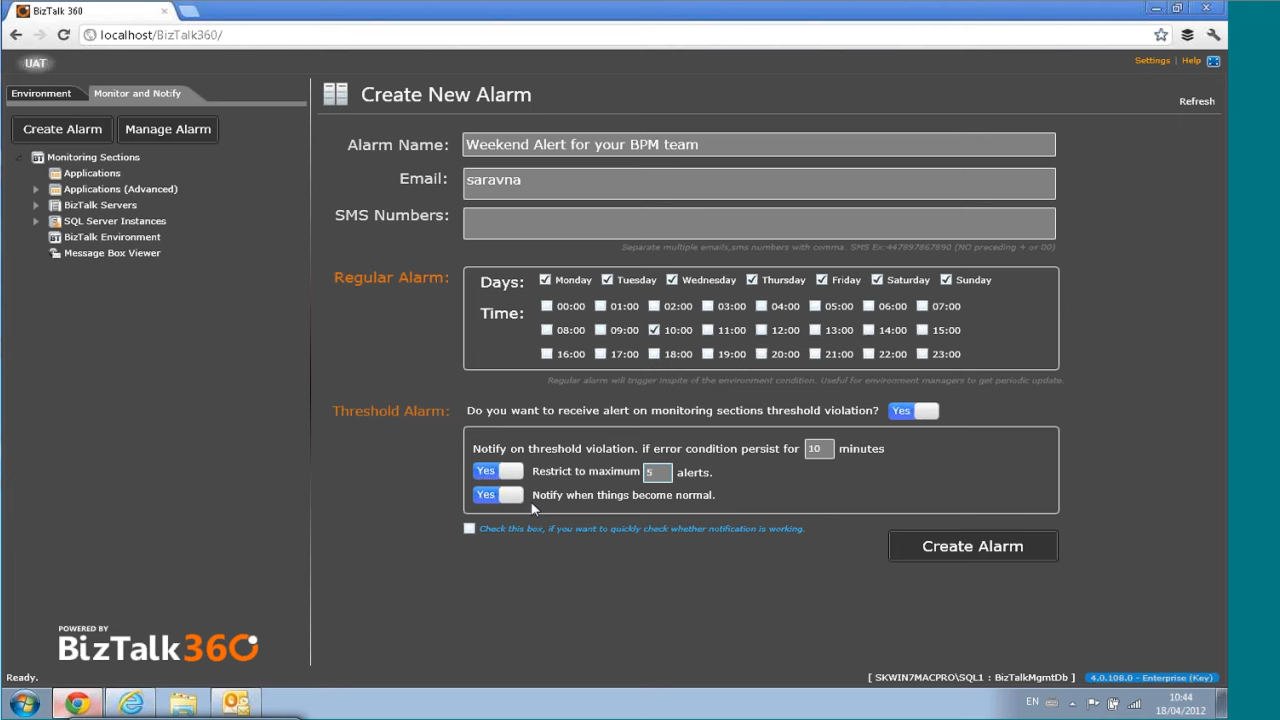 BizTalk 360
localhost/BizTalk360/
UAT
Settings | Help
Environment
Monitor and Notify
Create New Alarm
Refresh
Create Alarm
Manage Alarm
Monitoring Sections
Applications
Applications (Advanced)
BizTalk Servers
SQL Server Instances
BizTalk Environment
Message Box Viewer
Alarm Name: Weekend Alert for your BPM team
Email: saravna
SMS Numbers:
Separate multiple emails,sms numbers with comma. SMS Ex:447897867890 (NO preceding + or 00)
Regular Alarm:
Days: Monday Tuesday Wednesday Thursday Friday Saturday Sunday
Time: 00:00 01:00 02:00 03:00 04:00 05:00 06:00 07:00
08:00 09:00 10:00 11:00 12:00 13:00 14:00 15:00
16:00 17:00 18:00 19:00 20:00 21:00 22:00 23:00
Regular alarm will trigger inspite of the environment condition. Useful for environment managers to get periodic update.
Threshold Alarm: Do you want to receive alert on monitoring sections threshold violation? Yes
Notify on threshold violation. if error condition persist for 10 minutes
Yes Restrict to maximum 5 alerts.
Yes Notify when things become normal.
Check this box, if you want to quickly check whether notification is working.
Create Alarm
POWERED BY
BizTalk360
Ready.
[ SKWIN7MACPRO\SQL1 : BizTalkMgmtDb ]
4.0.108.0 - Enterprise (Key)
EN
10:44
18/04/2012